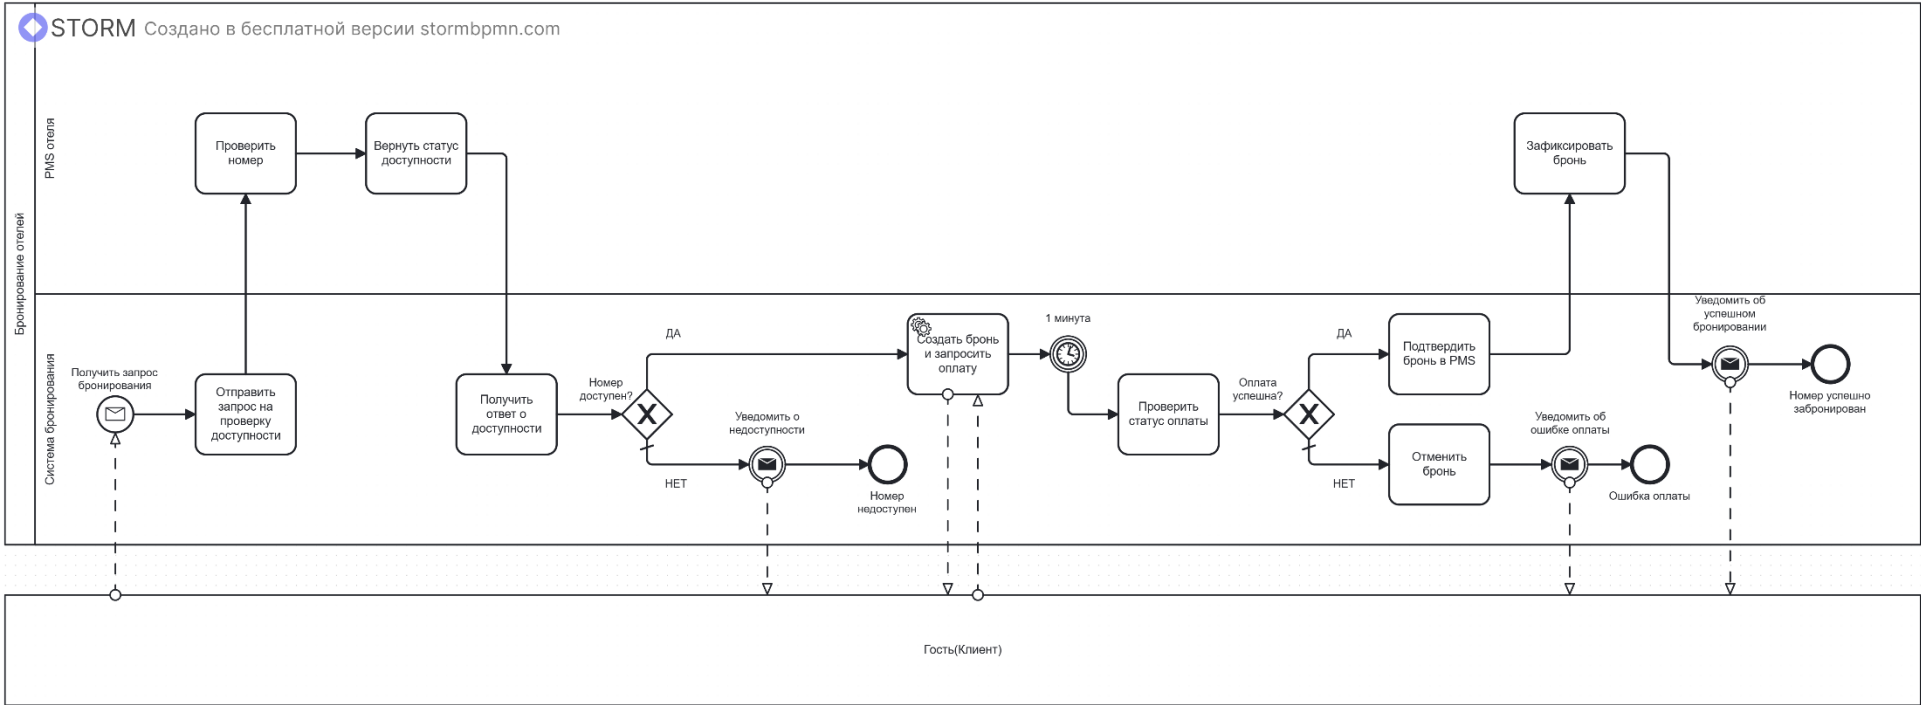 STORM Создано в бесплатной версии stormbpmn.com
Бронирование отелей
PMS отеля
Проверить
номер
Вернуть статус
доступности
Зафиксировать
бронь
Система бронирования
Получить запрос
бронирования
Отправить
запрос на
проверку
доступности
Получить
ответ о
доступности
Номер
доступен?
ДА
НЕТ
Уведомить о
недоступности
Номер
недоступен
Создать бронь
и запросить
оплату
1 минута
Проверить
статус оплаты
Оплата
успешна?
ДА
НЕТ
Подтвердить
бронь в PMS
Отменить
бронь
Уведомить об
ошибке оплаты
Ошибка оплаты
Уведомить об
успешном
бронировании
Номер успешно
забронирован
Гость(Клиент)